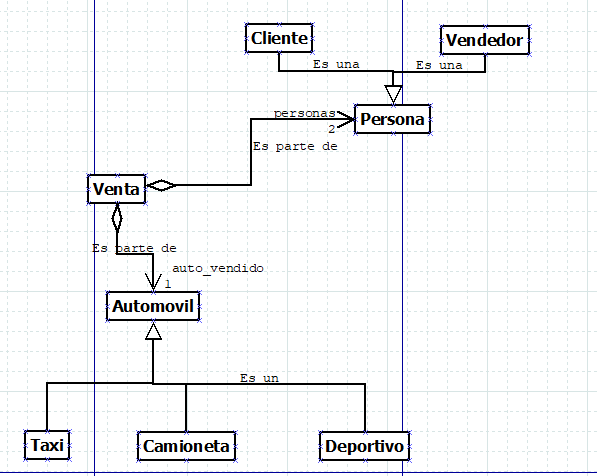 Cliente
Vendedor
Es una
Es una
personas
2
Persona
Es parte de
Venta
Es parte de
auto_vendido
1
Automovil
Es un
Taxi
Camioneta
Deportivo